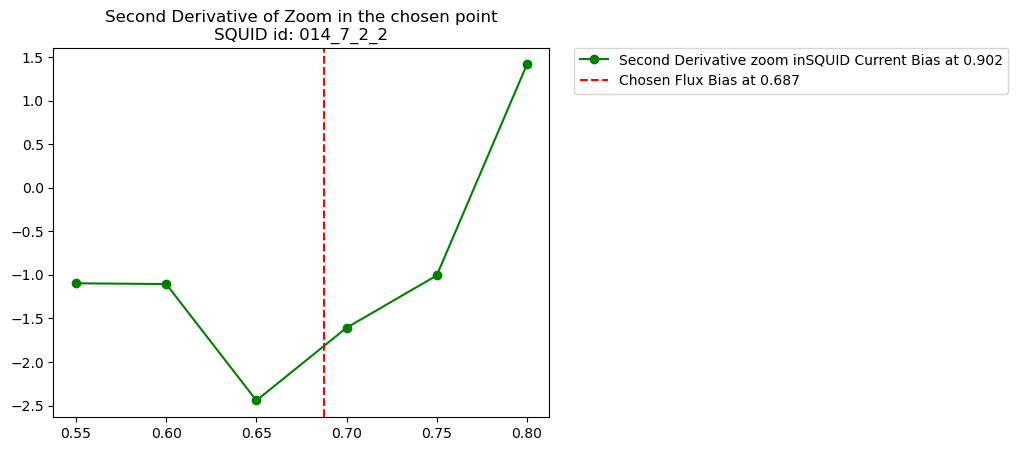 Second Derivative of Zoom in the chosen point
SQUID id: 014_7_2_2
Second Derivative zoom inSQUID Current Bias at 0.902
Chosen Flux Bias at 0.687
1.5
1.0
0.5
0.0
−0.5
−1.0
−1.5
−2.0
−2.5
0.55 0.60 0.65 0.70 0.75 0.80